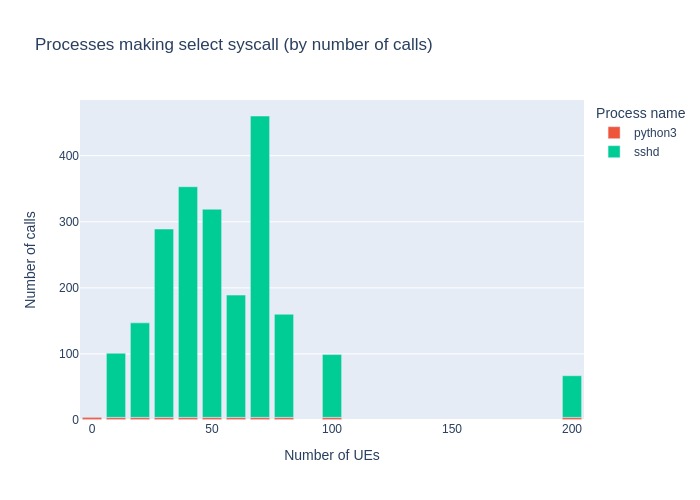 Processes making select syscall (by number of calls)
Process name
python3
sshd
Number of calls
400
300
200
100
0
0 50 100 150 200
Number of UEs